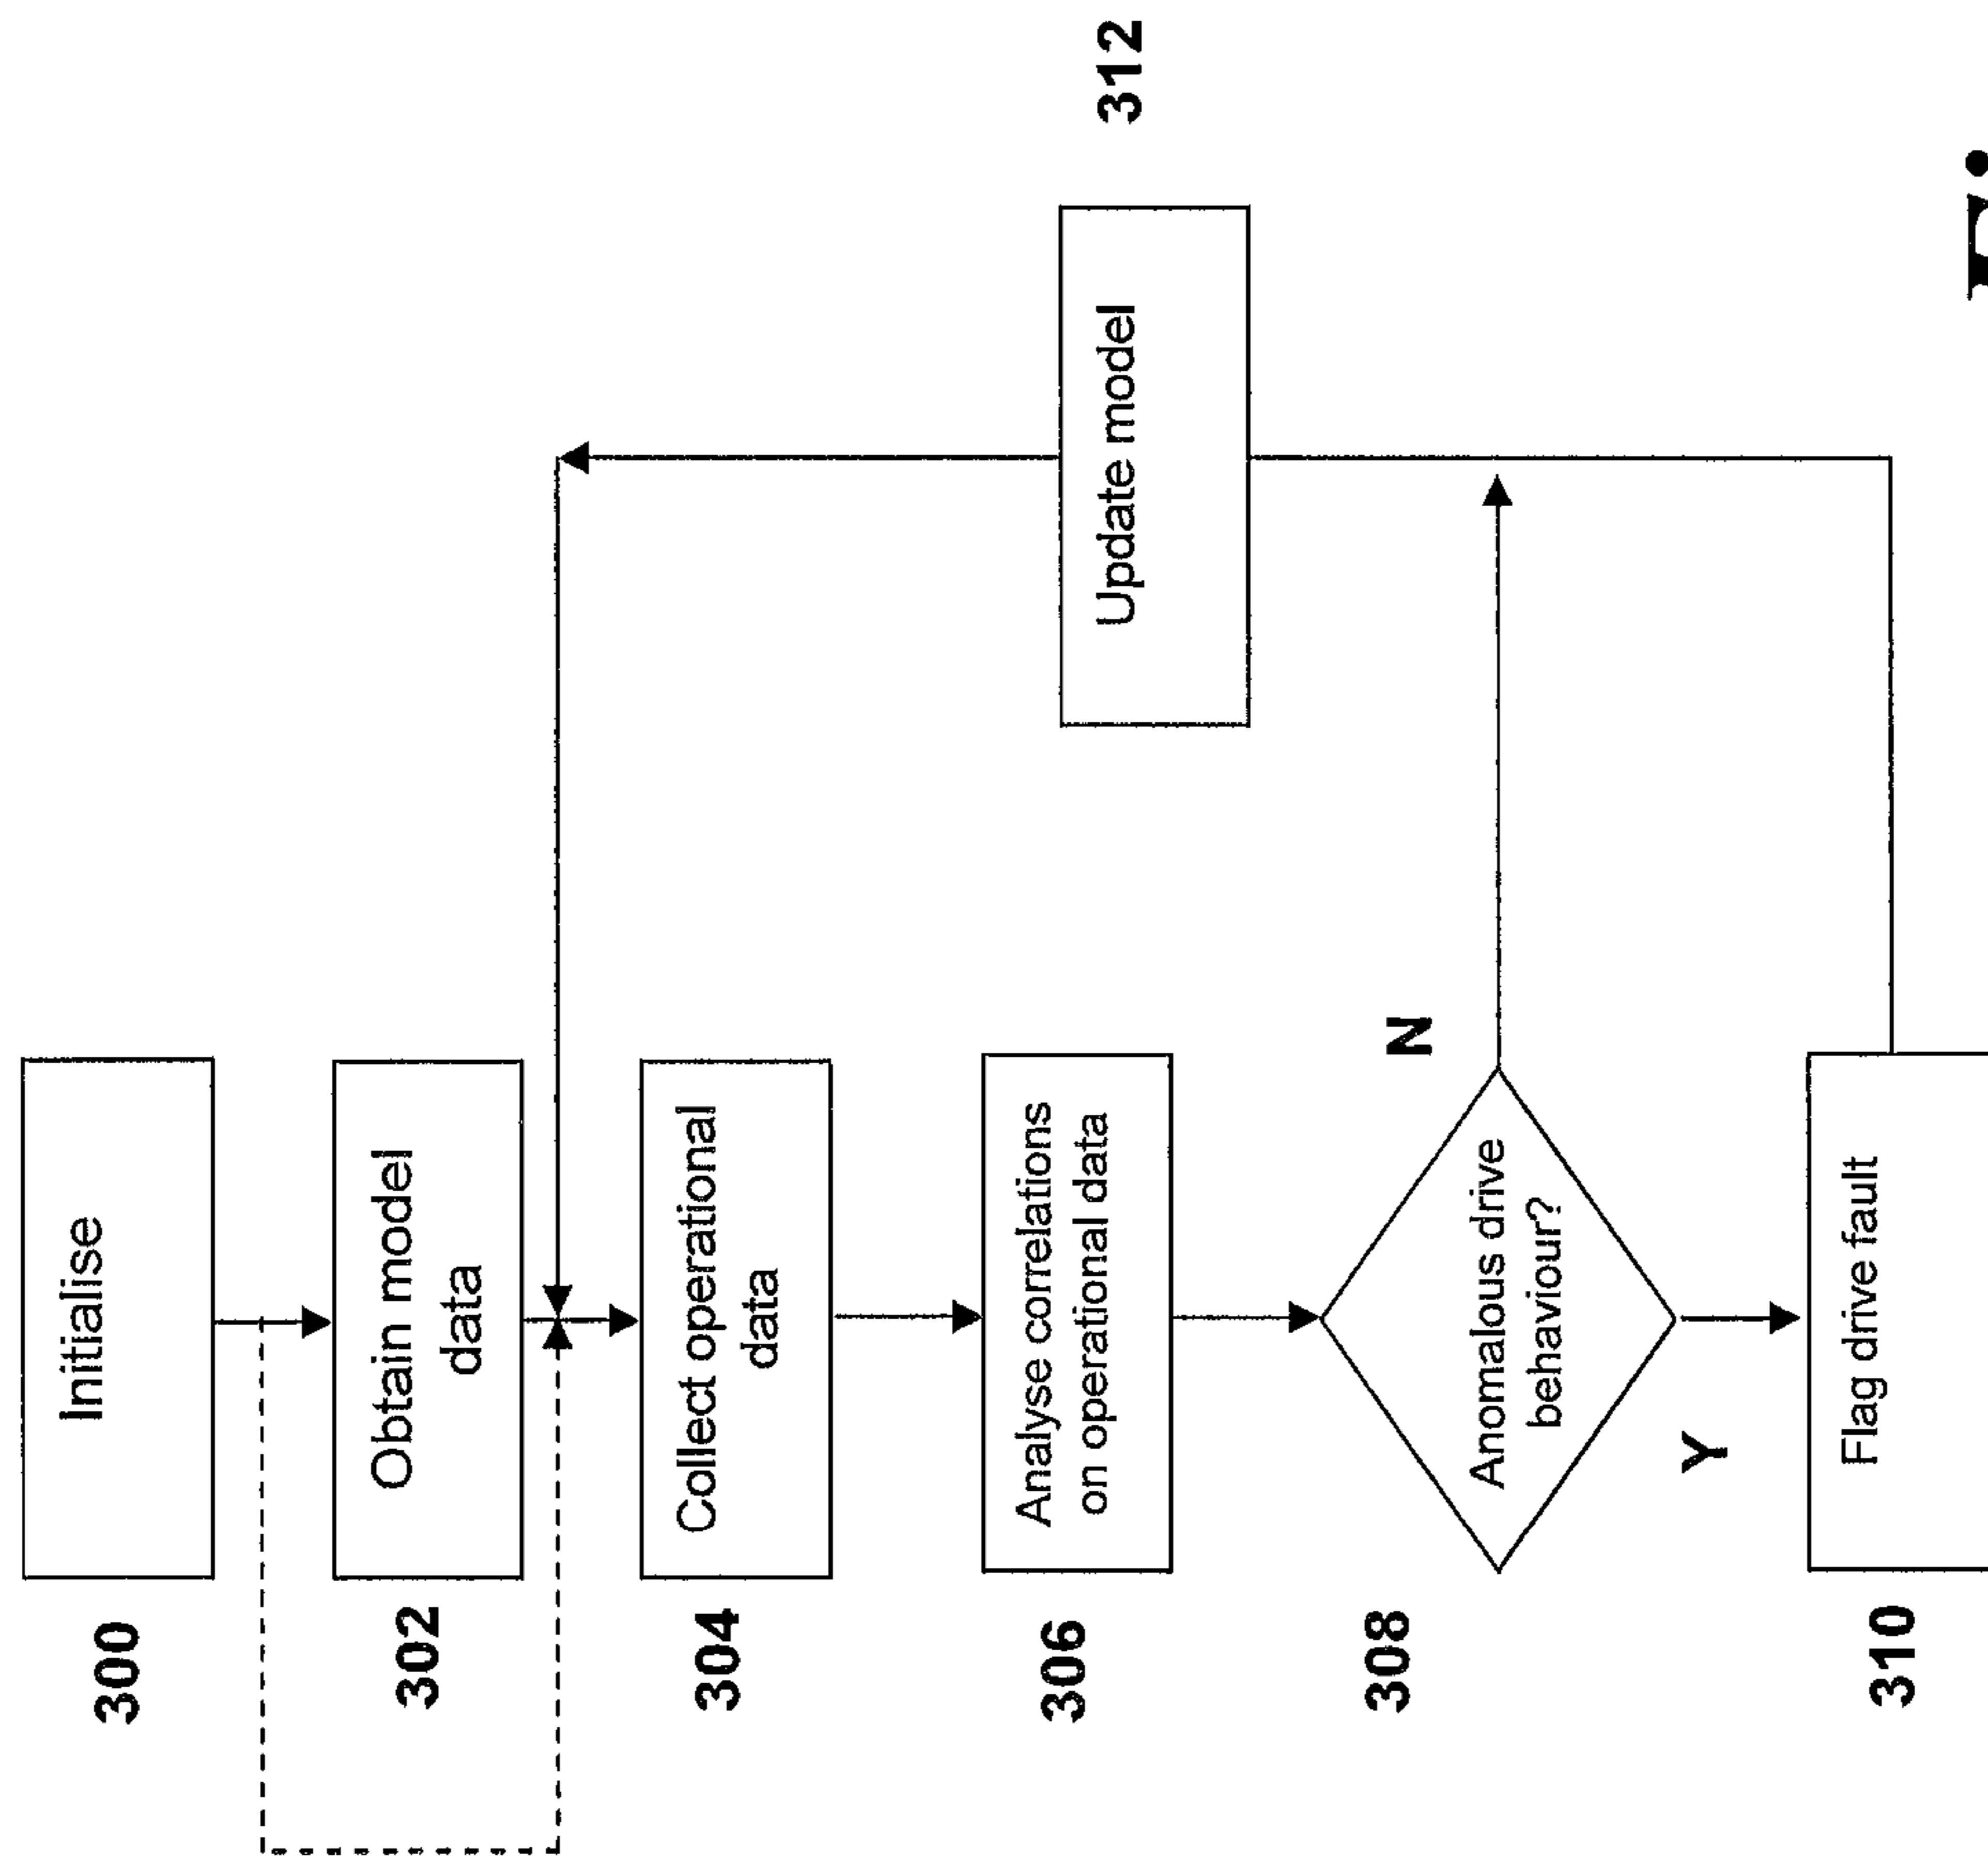 300
Initialise
302
Obtain model
data
304
Collect operational
data
306
Analyse correlations
on operational data
308
Anomalous drive
behaviour?
N
Y
310
Flag drive fault
312
Update model